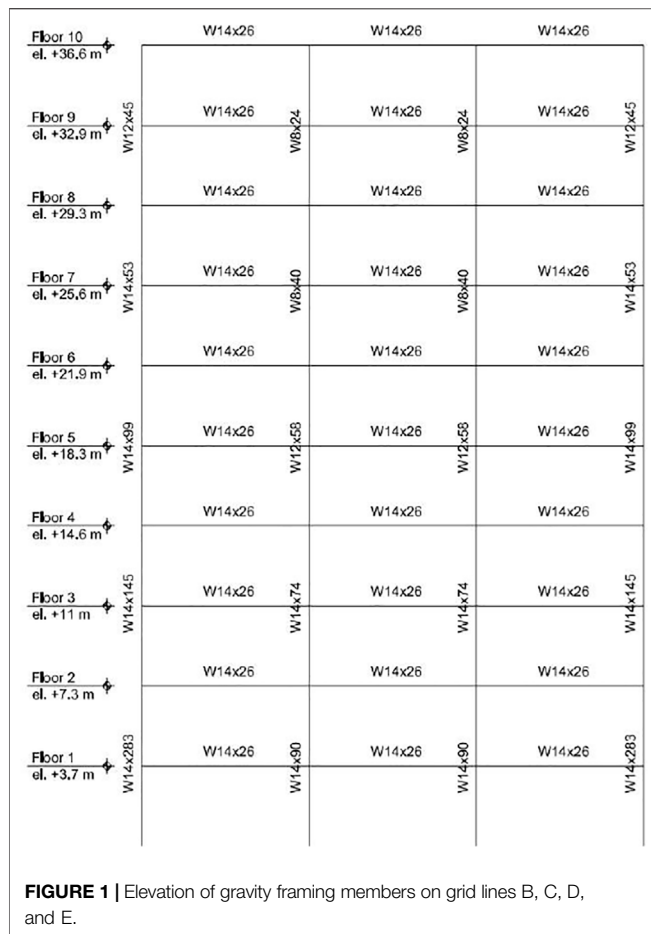 W14x26 W14x26 W14x26
Floor 10
el. +36.6 m
W12x45 W8x24 W8x24 W12x45
W14x26 W14x26 W14x26
Floor 9
el. +32.9 m
W14x26 W14x26 W14x26
Floor 8
el. +29.3 m
W14x53 W8x40 W8x40 W14x53
W14x26 W14x26 W14x26
Floor 7
el. +25.6 m
W14x26 W14x26 W14x26
Floor 6
el. +21.9 m
W14x99 W12x58 W12x58 W14x99
W14x26 W14x26 W14x26
Floor 5
el. +18.3 m
W14x26 W14x26 W14x26
Floor 4
el. +14.6 m
W14x145 W14x74 W14x74 W14x145
W14x26 W14x26 W14x26
Floor 3
el. +11 m
W14x26 W14x26 W14x26
Floor 2
el. +7.3 m
W14x283 W14x90 W14x90 W14x283
W14x26 W14x26 W14x26
Floor 1
el. +3.7 m
FIGURE 1 | Elevation of gravity framing members on grid lines B, C, D,
and E.